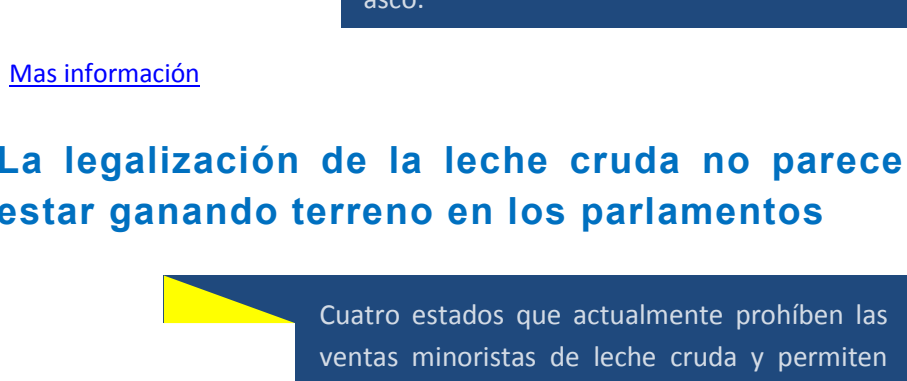 asco.
Mas información
La legalización de la leche cruda no parece
estar ganando terreno en los parlamentos
Cuatro estados que actualmente prohíben las
ventas minoristas de leche cruda y permiten